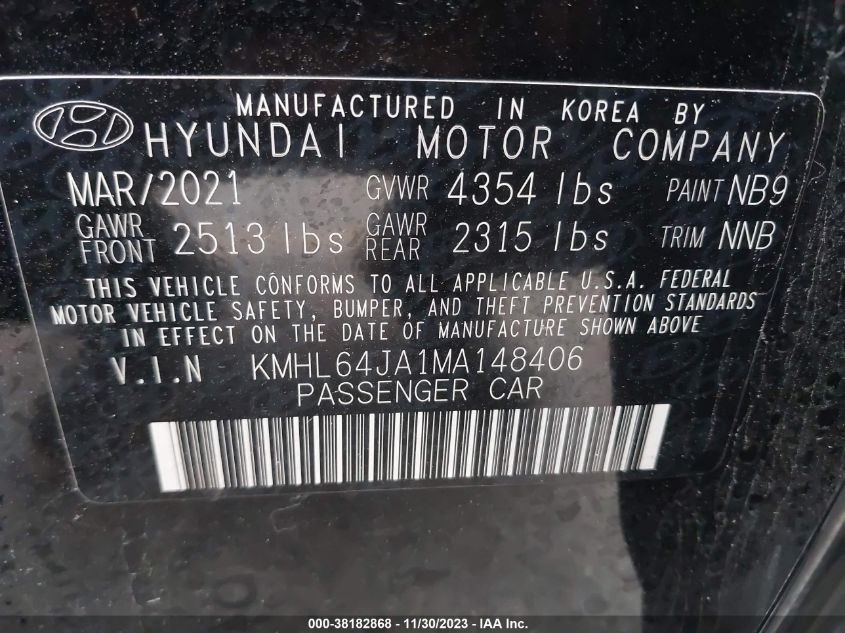 MANUFACTURED IN KOREA BY
HYUNDAI MOTOR COMPANY
MAR/2021 GVWR 4354 lbs PAINT NB9
GAWR FRONT 2513 lbs GAWR REAR 2315 lbs TRIM NNB
THIS VEHICLE CONFORMS TO ALL APPLICABLE U.S.A. FEDERAL
MOTOR VEHICLE SAFETY, BUMPER, AND THEFT PREVENTION STANDARDS
IN EFFECT ON THE DATE OF MANUFACTURE SHOWN ABOVE
V.I.N KMHL64JA1MA148406
PASSENGER CAR
000-38182868 - 11/30/2023 - IAA Inc.